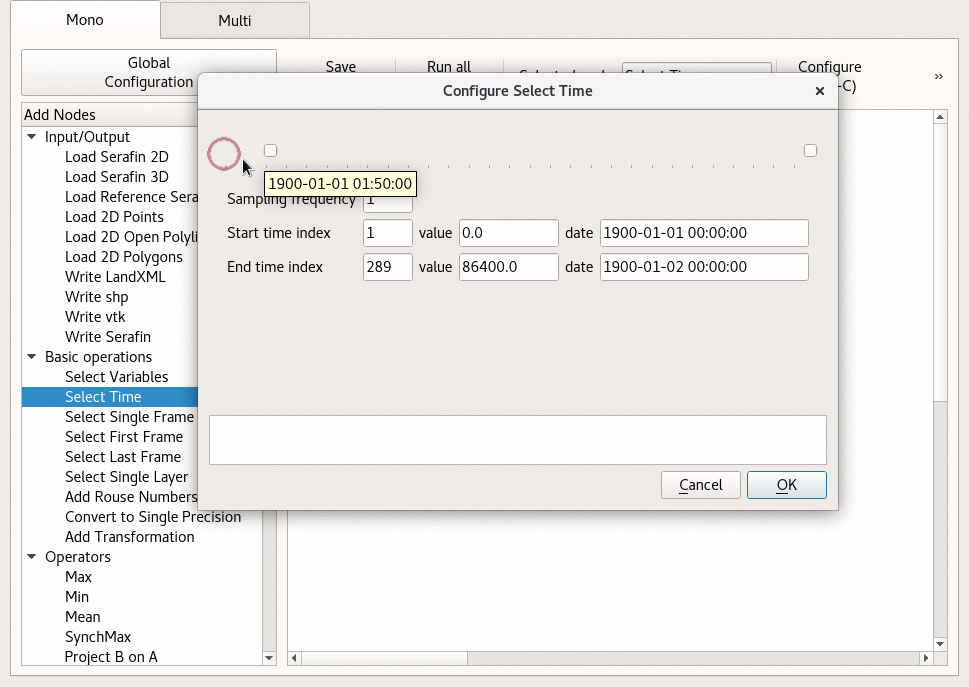 Mono
Multi
Global
Configuration
Save
Run all
Configure
-C)
»
Configure Select Time
Add Nodes
Input/Output
Load Serafin 2D
Load Serafin 3D
Load Reference Sera
Load 2D Points
Load 2D Open Polyli
Load 2D Polygons
Write LandXML
Write shp
Write vtk
Write Serafin
Basic operations
Select Variables
Select Time
Select Single Frame
Select First Frame
Select Last Frame
Select Single Layer
Add Rouse Numbers
Convert to Single Precision
Add Transformation
Operators
Max
Min
Mean
SynchMax
Project B on A
1900-01-01 01:50:00
Sampling frequency 1
Start time index 1 value 0.0 date 1900-01-01 00:00:00
End time index 289 value 86400.0 date 1900-01-02 00:00:00
Cancel
OK